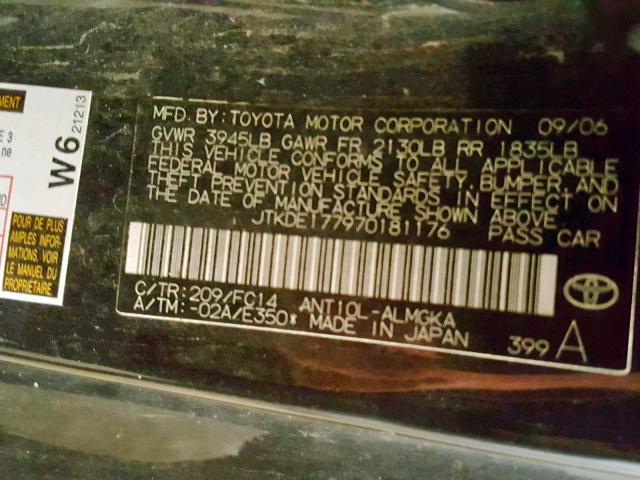 MFD. BY: TOYOTA MOTOR CORPORATION 09/06
GVWR 3945LB GAWR FR 2130LB RR 1835LB
THIS VEHICLE CONFORMS TO ALL APPLICABLE
FEDERAL MOTOR VEHICLE SAFETY, BUMPER, AND
THEFT PREVENTION STANDARDS IN EFFECT ON
THE DATE OF MANUFACTURE SHOWN ABOVE.
JTKDE177970181176 PASS CAR
C/TR: 209/FC14 ANT10L-ALMGKA
A/TM: -02A/E350* MADE IN JAPAN
399 A
W6
21213
POUR DE PLUS
AMPLES INFOR-
MATIONS, VOIR
LE MANUEL DU
PROPRIÉTAIRE